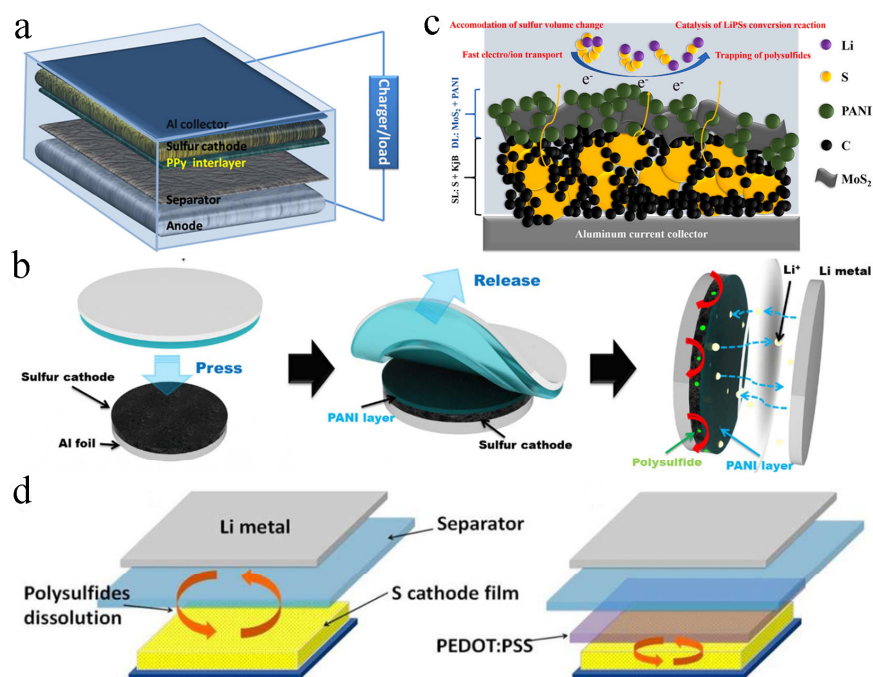 a
Al collector
Sulfur cathode
PPy interlayer
Separator
Anode
Charger/load
c
Accomodation of sulfur volume change
Catalysis of LiPSs conversion reaction
Fast electro/ion transport
Trapping of polysulfides
e-
e-
e-
DL: MoS2 + PANI
SL: S + KjB
Aluminum current collector
Li
S
PANI
C
MoS2
b
Press
Sulfur cathode
Al foil
Release
PANI layer
Sulfur cathode
Li+
Li metal
Polysulfide
PANI layer
d
Li metal
Separator
Polysulfides
dissolution
S cathode film
PEDOT:PSS